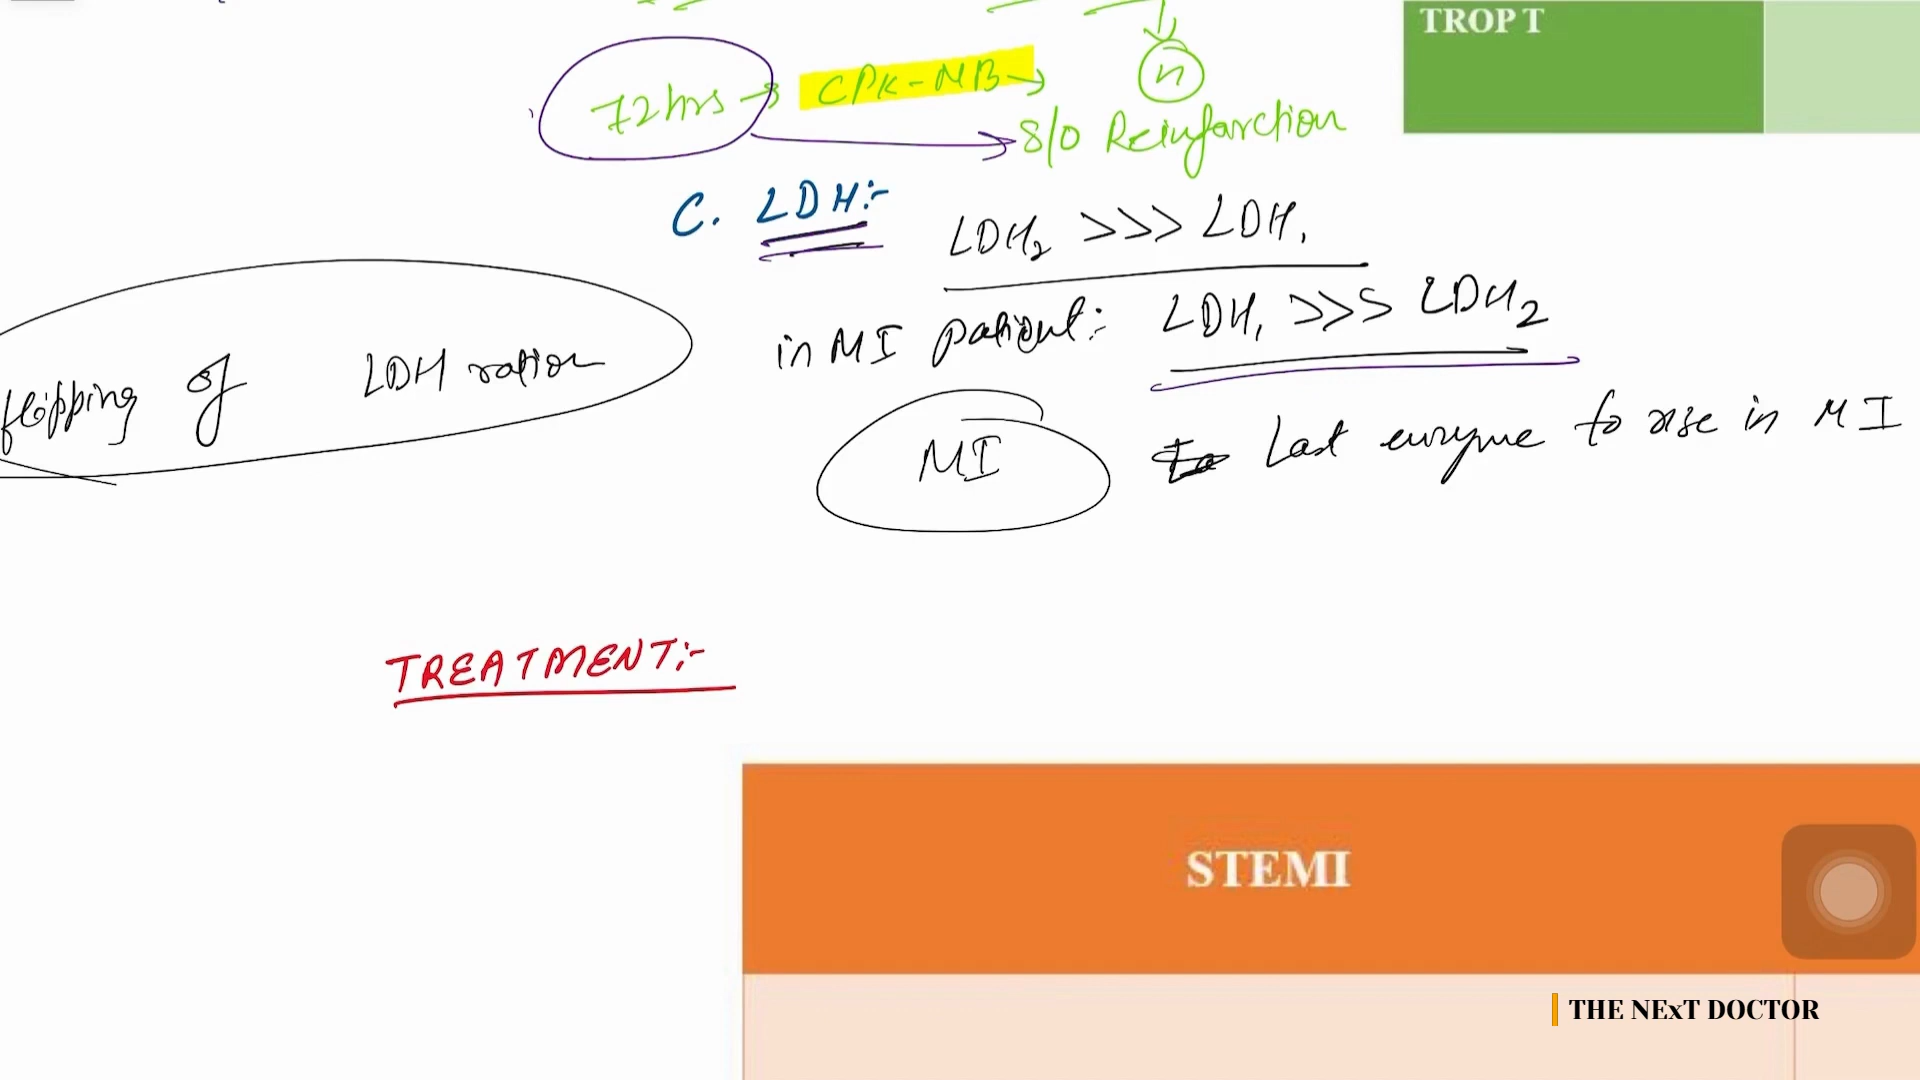 TROP T
72hrs → CPK-MB → n
S/O Reinfarction
C. LDH:-
LDH2 >>> LDH1
in MI patient:- LDH1 >>> LDH2
flipping of LDH ration
MI Last enzyme to rise in MI
TREATMENT:-
STEMI
THE NExT DOCTOR